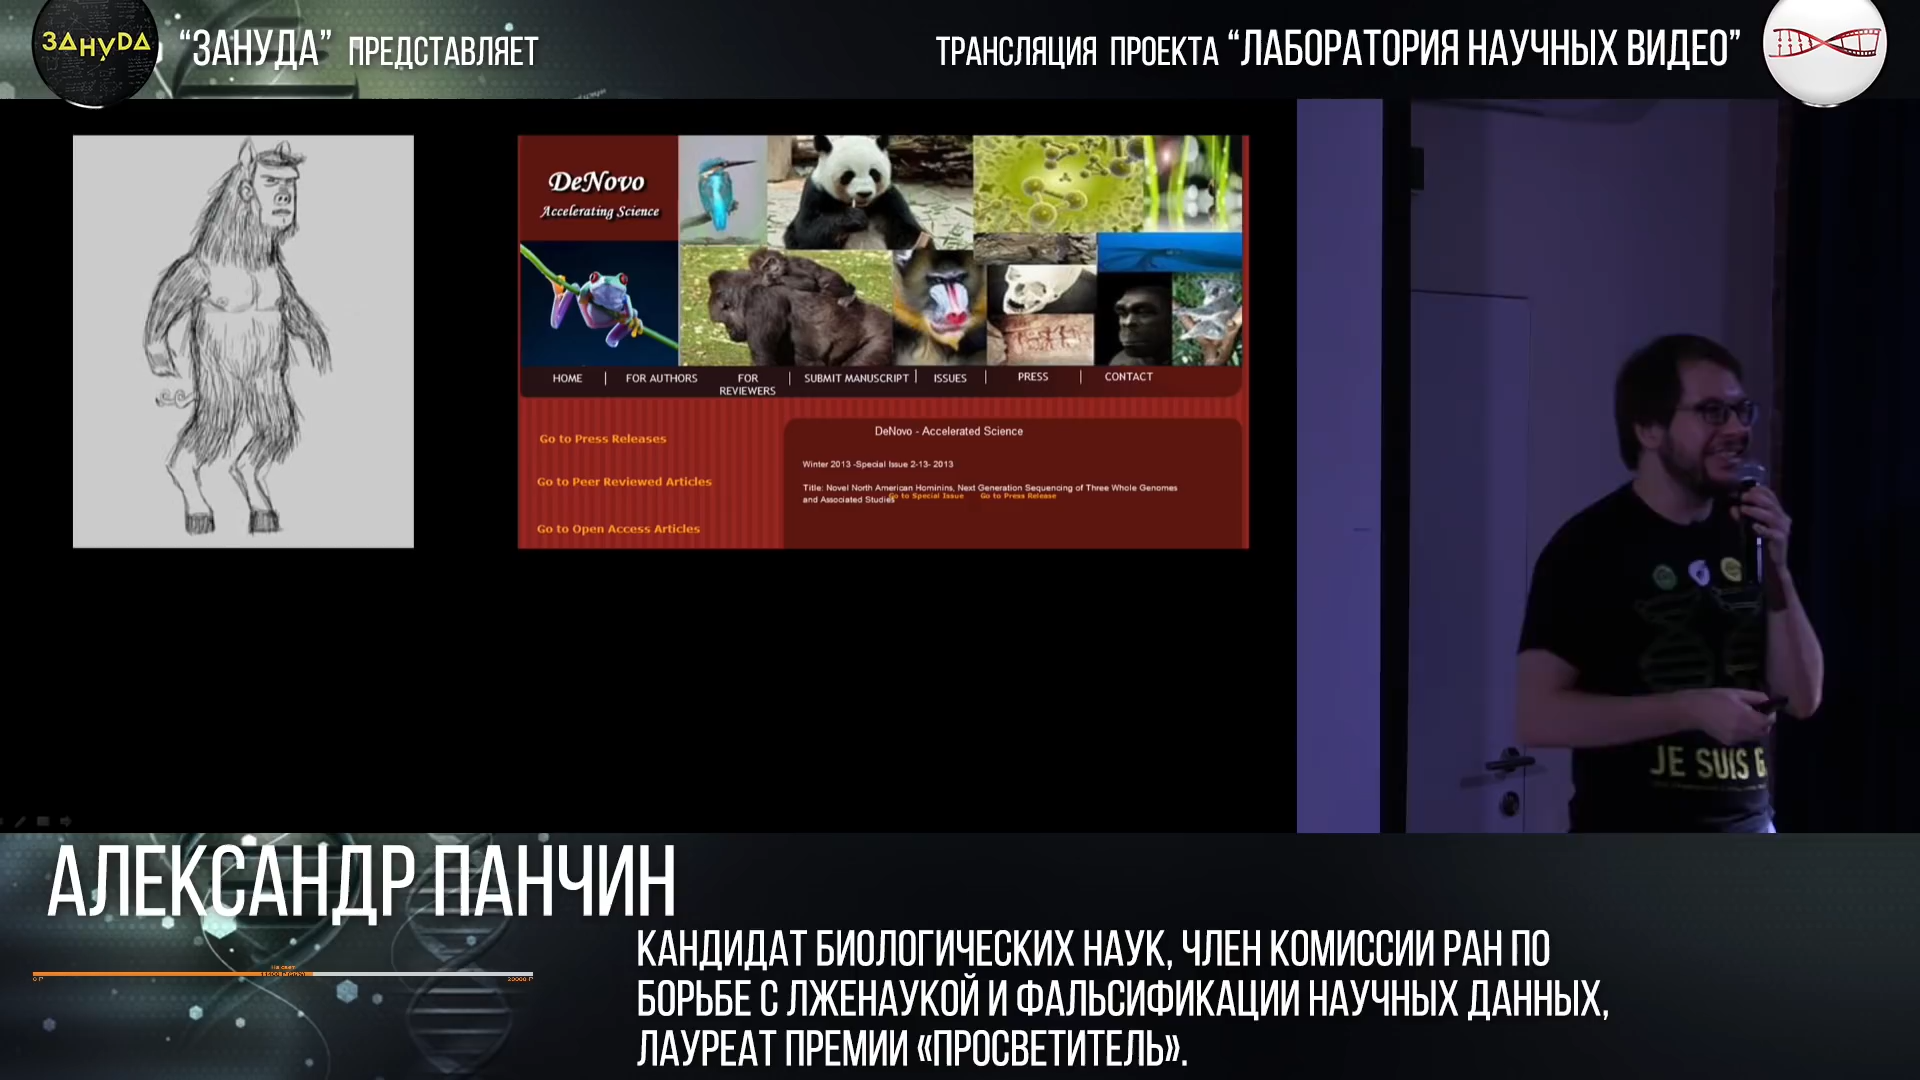 ЗАНУDА
“ЗАНУДА” ПРЕДСТАВЛЯЕТ
ТРАНСЛЯЦИЯ ПРОЕКТА “ЛАБОРАТОРИЯ НАУЧНЫХ ВИДЕО”
DeNovo
Accelerating Science
HOME
FOR AUTHORS
FOR REVIEWERS
SUBMIT MANUSCRIPT
ISSUES
PRESS
CONTACT
Go to Press Releases
Go to Peer Reviewed Articles
Go to Open Access Articles
DeNovo - Accelerated Science
Winter 2013 -Special Issue 2-13- 2013
Title: Novel North American Hominins, Next Generation Sequencing of Three Whole Genomes
and Associated Studies
Go to Special Issue
Go to Press Release
JE SUIS
АЛЕКСАНДР ПАНЧИН
КАНДИДАТ БИОЛОГИЧЕСКИХ НАУК, ЧЛЕН КОМИССИИ РАН ПО
БОРЬБЕ С ЛЖЕНАУКОЙ И ФАЛЬСИФИКАЦИИ НАУЧНЫХ ДАННЫХ,
ЛАУРЕАТ ПРЕМИИ «ПРОСВЕТИТЕЛЬ».